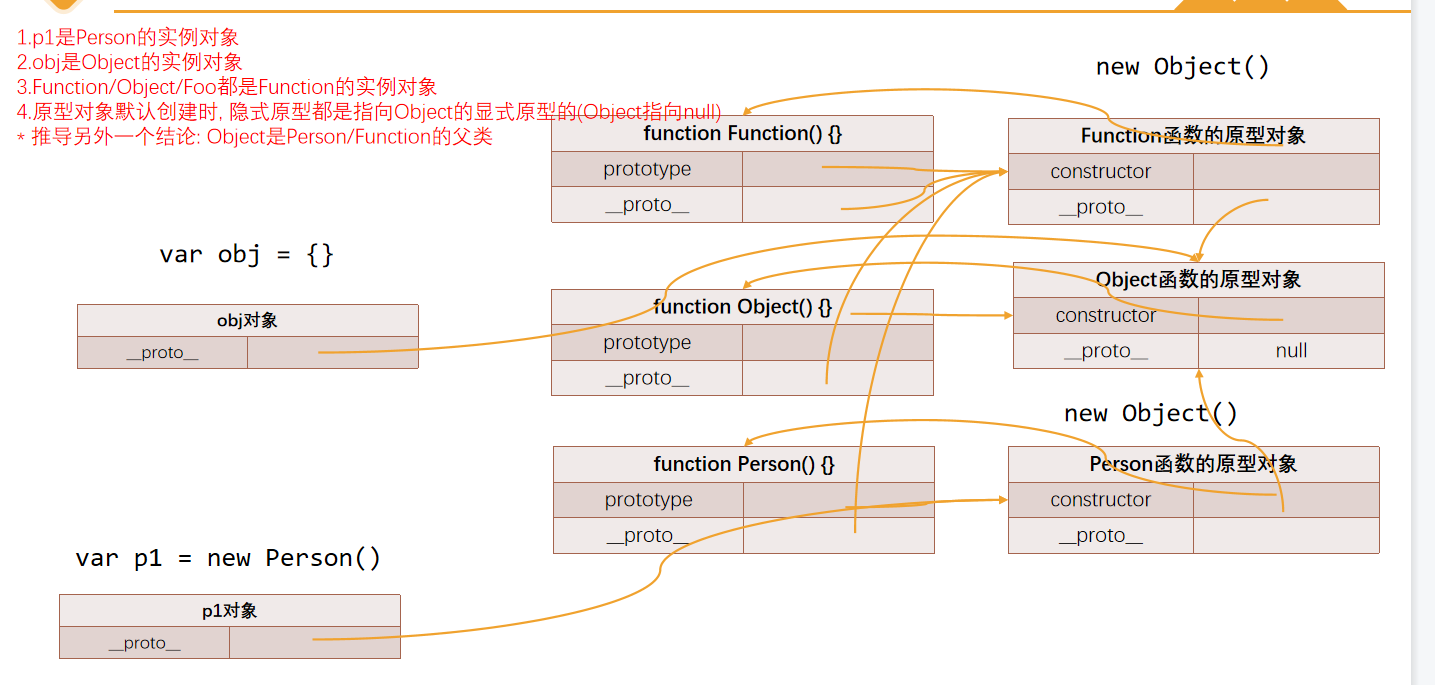 1.p1是Person的实例对象
2.obj是Object的实例对象
3.Function/Object/Foo都是Function的实例对象
4.原型对象默认创建时, 隐式原型都是指向Object的显式原型的(Object指向null)
* 推导另外一个结论: Object是Person/Function的父类
new Object()
function Function() {}
prototype
__proto__
Function函数的原型对象
constructor
__proto__
var obj = {}
obj对象
__proto__
function Object() {}
prototype
__proto__
Object函数的原型对象
constructor
__proto__ null
new Object()
function Person() {}
prototype
__proto__
Person函数的原型对象
constructor
__proto__
var p1 = new Person()
p1对象
__proto__